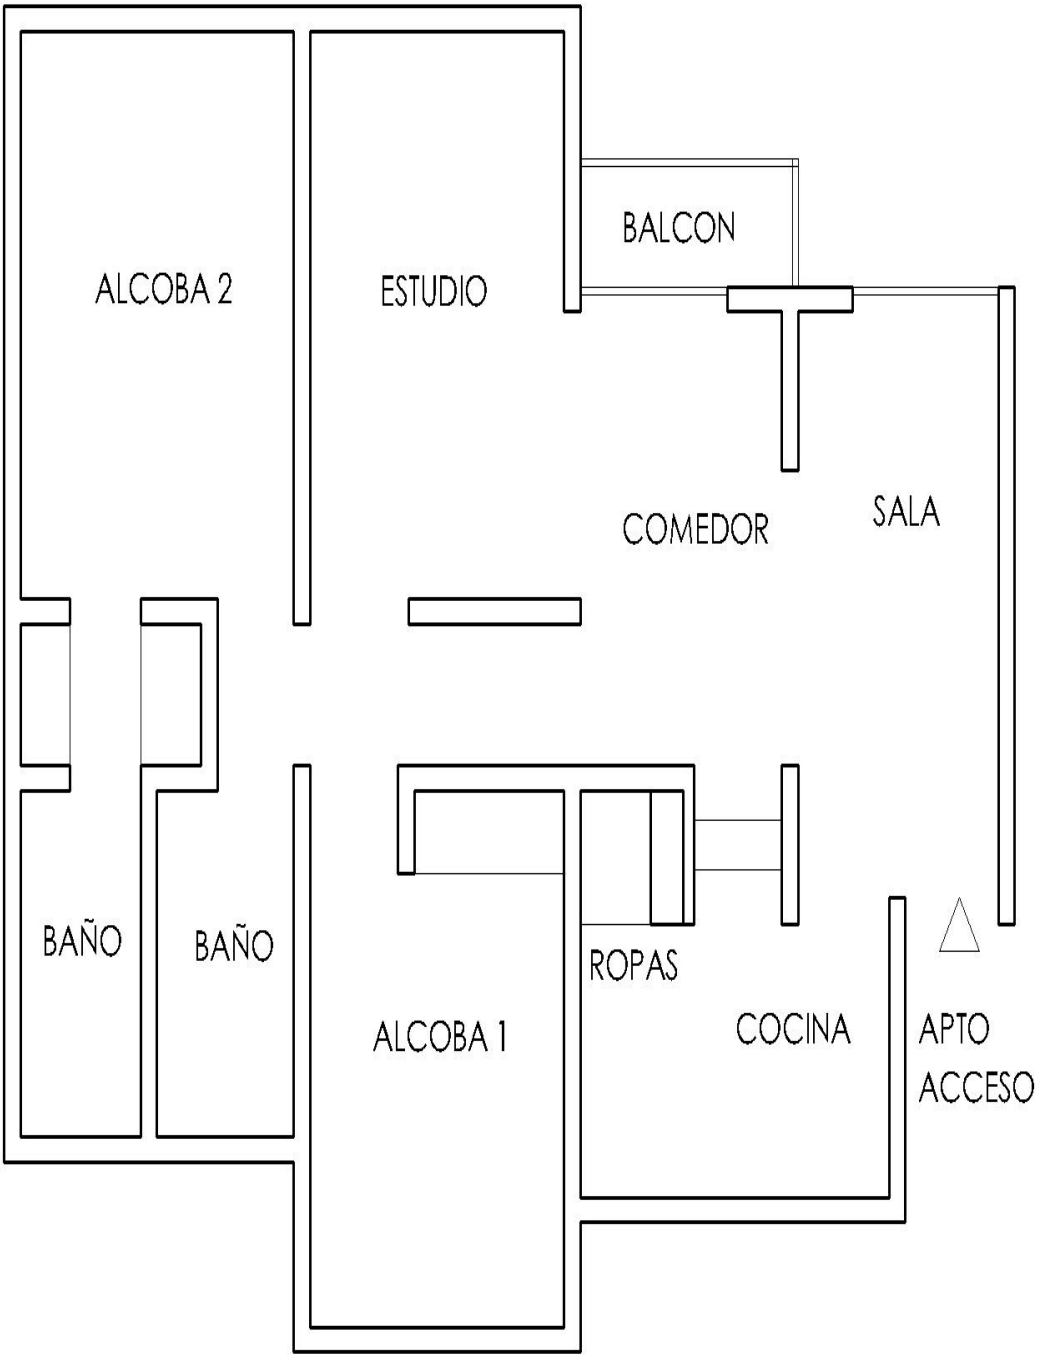 BALCON
ALCOBA 2
ESTUDIO
SALA
COMEDOR
BAÑO
BAÑO
ROPAS
ALCOBA 1
COCINA
APTO
ACCESO